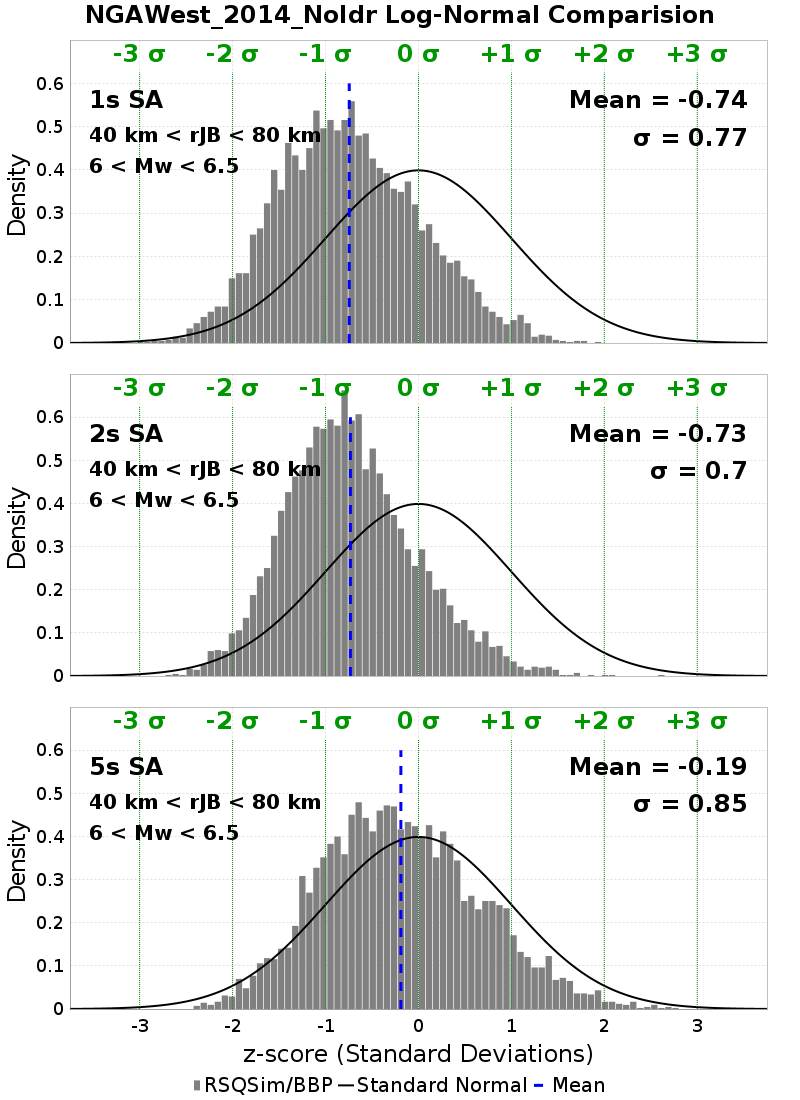 NGAWest_2014_NoIdr Log-Normal Comparision
-3 σ -2 σ -1 σ 0 σ +1 σ +2 σ +3 σ
1s SA
Mean = -0.74
40 km < rJB < 80 km
σ = 0.77
6 < Mw < 6.5
Density
0.6
0.5
0.4
0.3
0.2
0.1
0
-3 σ -2 σ -1 σ 0 σ +1 σ +2 σ +3 σ
2s SA
Mean = -0.73
40 km < rJB < 80 km
σ = 0.7
6 < Mw < 6.5
Density
0.6
0.5
0.4
0.3
0.2
0.1
0
-3 σ -2 σ -1 σ 0 σ +1 σ +2 σ +3 σ
5s SA
Mean = -0.19
40 km < rJB < 80 km
σ = 0.85
6 < Mw < 6.5
Density
0.6
0.5
0.4
0.3
0.2
0.1
0
-3 -2 -1 0 1 2 3
z-score (Standard Deviations)
RSQSim/BBP Standard Normal Mean